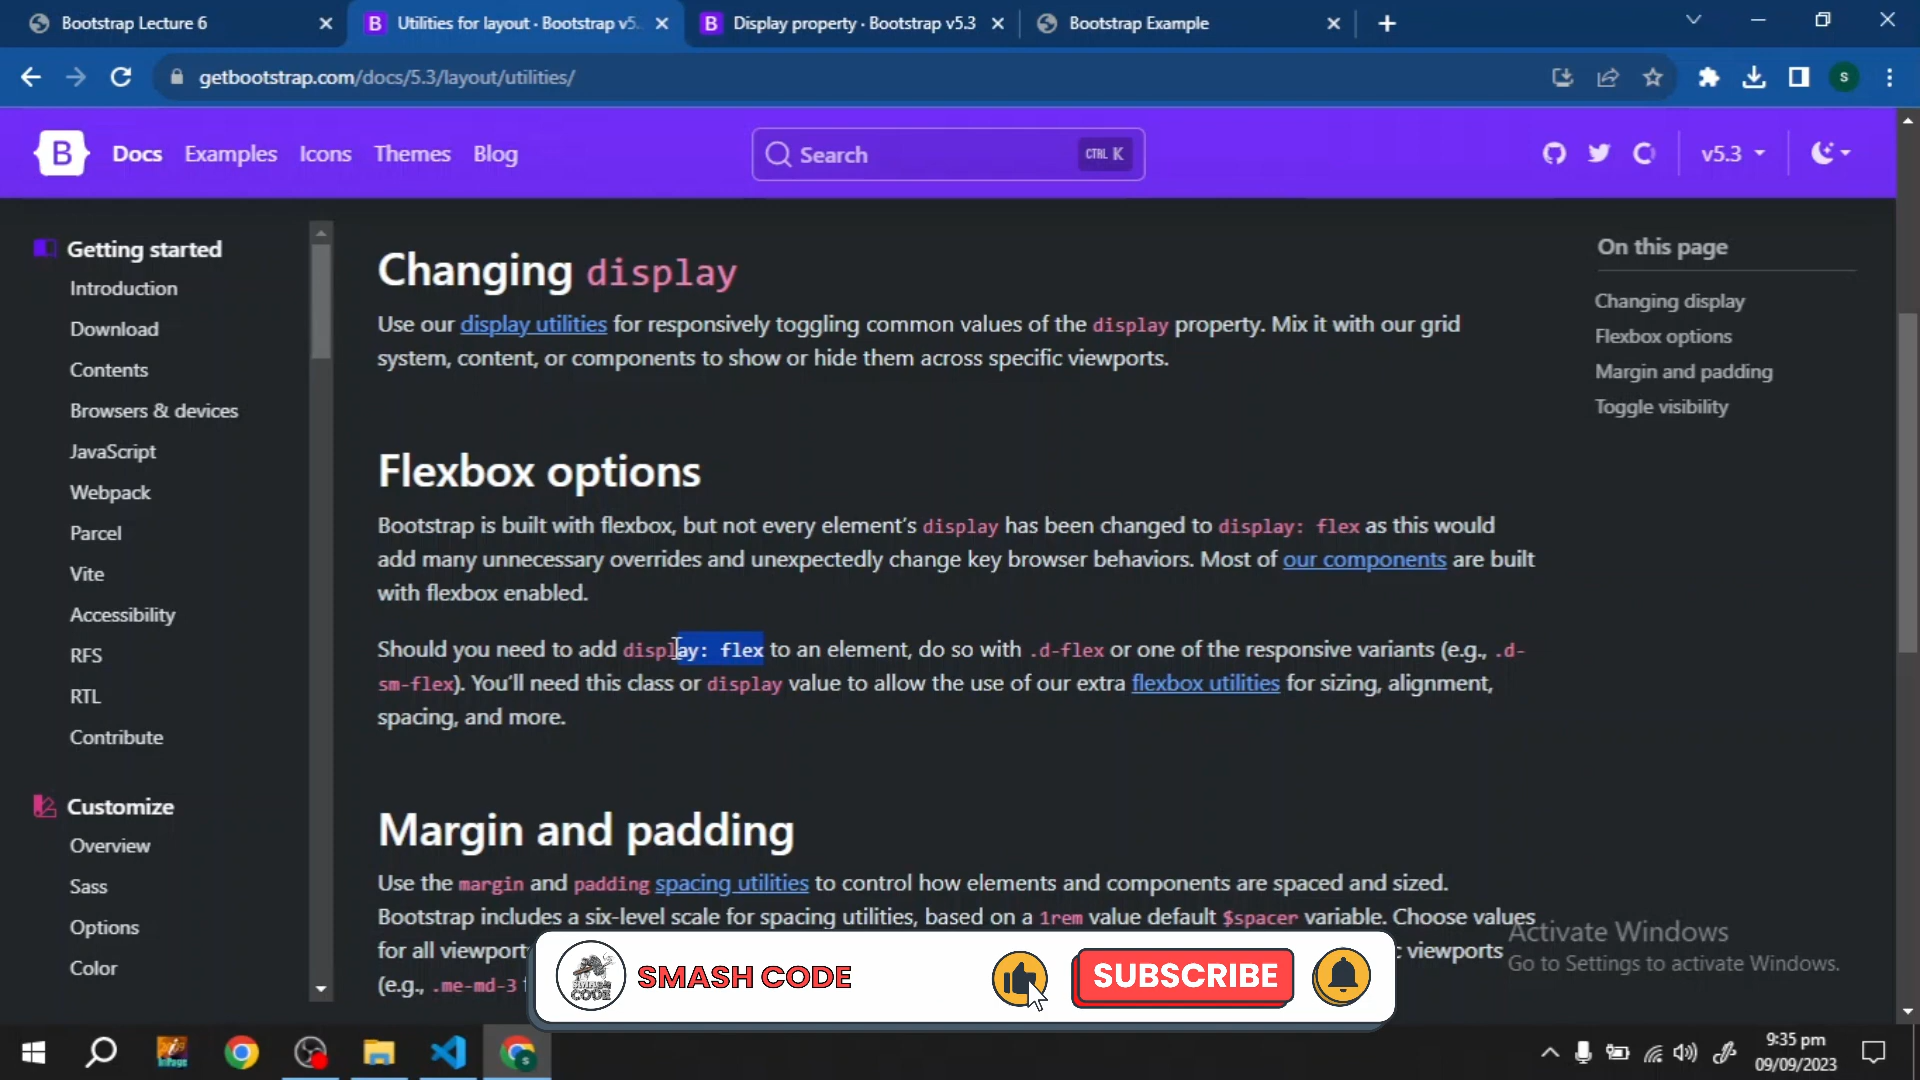 Bootstrap Lecture 6
Utilities for layout · Bootstrap v5.
Display property · Bootstrap v5.3
Bootstrap Example
getbootstrap.com/docs/5.3/layout/utilities/
S
B
Docs
Examples
Icons
Themes
Blog
Search
CTRL K
v5.3
Getting started
Introduction
Download
Contents
Browsers & devices
JavaScript
Webpack
Parcel
Vite
Accessibility
RFS
RTL
Contribute
Customize
Overview
Sass
Options
Color
Changing display
Use our display utilities for responsively toggling common values of the display property. Mix it with our grid
system, content, or components to show or hide them across specific viewports.
Flexbox options
Bootstrap is built with flexbox, but not every element's display has been changed to display: flex as this would
add many unnecessary overrides and unexpectedly change key browser behaviors. Most of our components are built
with flexbox enabled.
Should you need to add display: flex to an element, do so with .d-flex or one of the responsive variants (e.g., .d-
sm-flex). You'll need this class or display value to allow the use of our extra flexbox utilities for sizing, alignment,
spacing, and more.
Margin and padding
Use the margin and padding spacing utilities to control how elements and components are spaced and sized.
Bootstrap includes a six-level scale for spacing utilities, based on a 1rem value default $spacer variable. Choose values
for all viewport
viewports
(e.g., .me-md-3
On this page
Changing display
Flexbox options
Margin and padding
Toggle visibility
Activate Windows
Go to Settings to activate Windows.
SMASH CODE
SMASH CODE
SUBSCRIBE
9:35 pm
09/09/2023